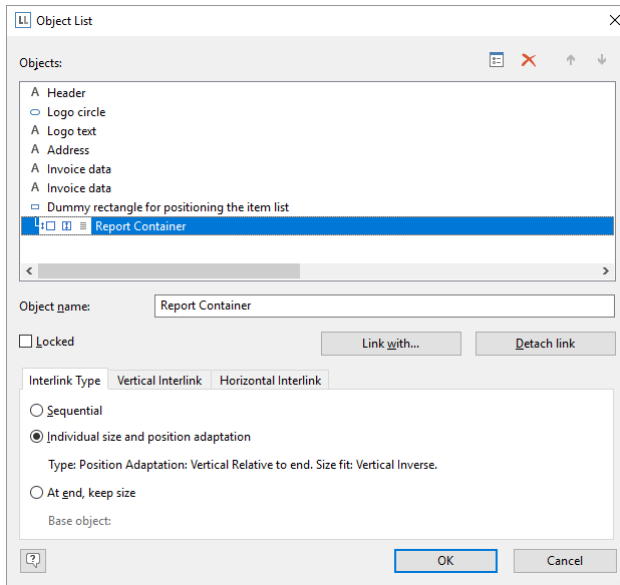 LL Object List
Objects:
A Header
Logo circle
A Logo text
A Address
A Invoice data
A Invoice data
Dummy rectangle for positioning the item list
Report Container
Object name: Report Container
Locked Link with... Detach link
Interlink Type Vertical Interlink Horizontal Interlink
Sequential
Individual size and position adaptation
Type: Position Adaptation: Vertical Relative to end. Size fit: Vertical Inverse.
At end, keep size
Base object:
OK Cancel